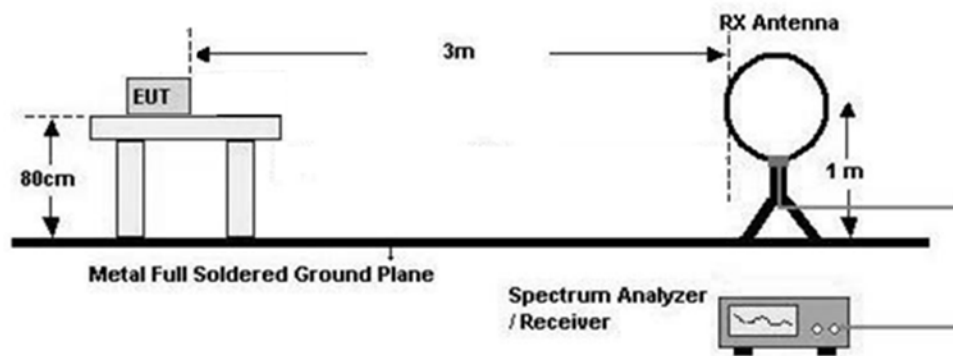 RX Antenna
3m
EUT
80cm
1 m
Metal Full Soldered Ground Plane
Spectrum Analyzer
/ Receiver